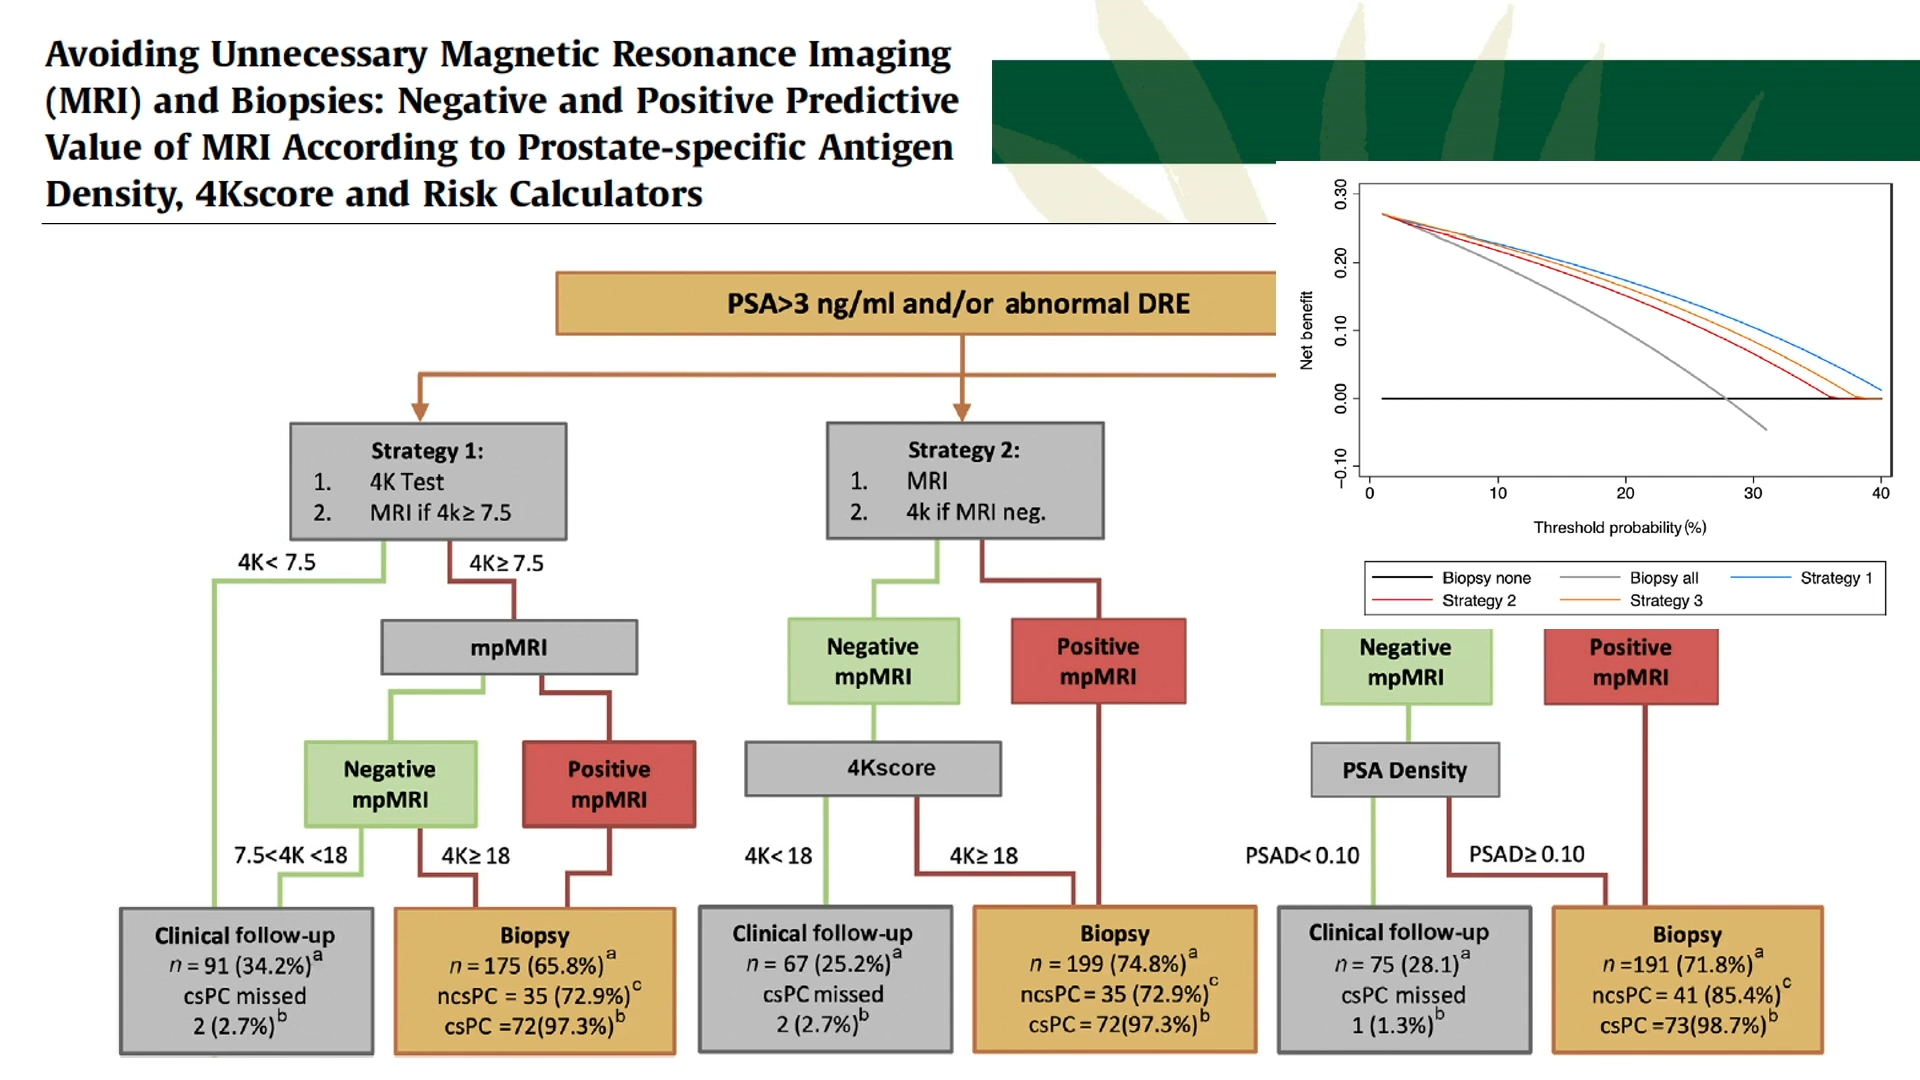 Avoiding Unnecessary Magnetic Resonance Imaging
(MRI) and Biopsies: Negative and Positive Predictive
Value of MRI According to Prostate-specific Antigen
Density, 4Kscore and Risk Calculators
PSA>3 ng/ml and/or abnormal DRE
Strategy 1:
1. 4K Test
2. MRI if 4k≥ 7.5
4K< 7.5
4K≥ 7.5
mpMRI
Negative
mpMRI
Positive
mpMRI
7.5<4K <18
4K≥ 18
Clinical follow-up
n = 91 (34.2%)a
csPC missed
2 (2.7%)b
Biopsy
n = 175 (65.8%)a
ncsPC = 35 (72.9%)c
csPC =72(97.3%)b
Strategy 2:
1. MRI
2. 4k if MRI neg.
Negative
mpMRI
Positive
mpMRI
4Kscore
4K< 18
4K≥ 18
Clinical follow-up
n = 67 (25.2%)a
csPC missed
2 (2.7%)b
Biopsy
n = 199 (74.8%)a
ncsPC = 35 (72.9%)c
csPC = 72(97.3%)b
0.30
0.20
0.10
0.00
−0.10
Net benefit
0 10 20 30 40
Threshold probability (%)
Biopsy none Biopsy all Strategy 1
Strategy 2 Strategy 3
Negative
mpMRI
Positive
mpMRI
PSA Density
PSAD< 0.10
PSAD≥ 0.10
Clinical follow-up
n = 75 (28.1)a
csPC missed
1 (1.3%)b
Biopsy
n =191 (71.8%)a
ncsPC = 41 (85.4%)c
csPC =73(98.7%)b